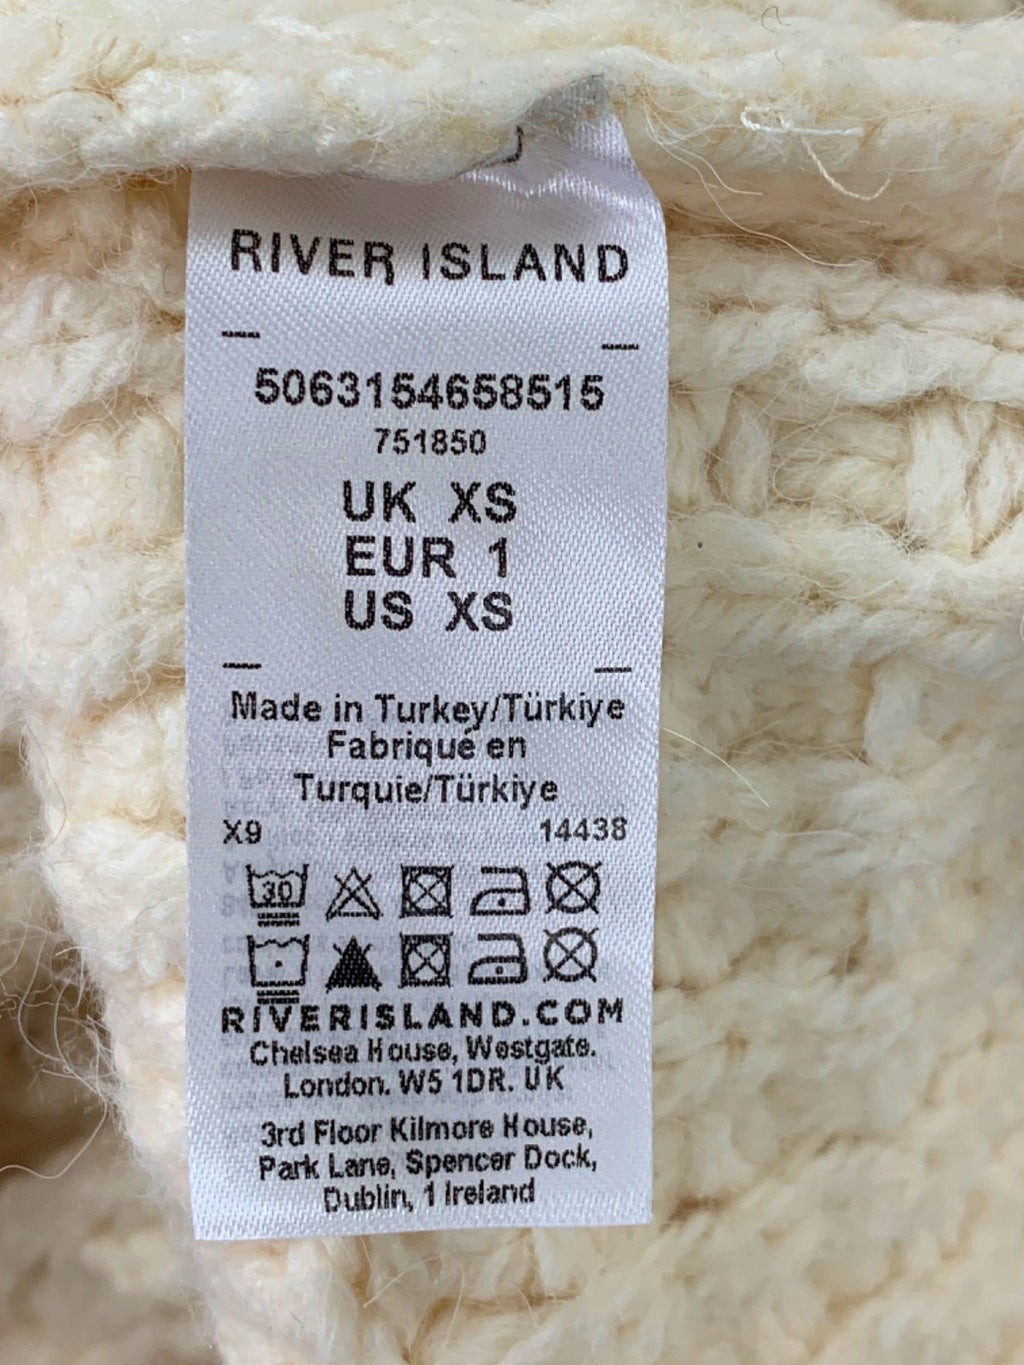 RIVER ISLAND
5063154658515
751850
UK XS
EUR 1
US XS
Made in Turkey/Türkiye
Fabriqué en
Turquie/Türkiye
X9 14438
30
RIVERISLAND.COM
Chelsea House, Westgate.
London. W5 1DR. UK
3rd Floor Kilmore House,
Park Lane, Spencer Dock,
Dublin, 1 Ireland